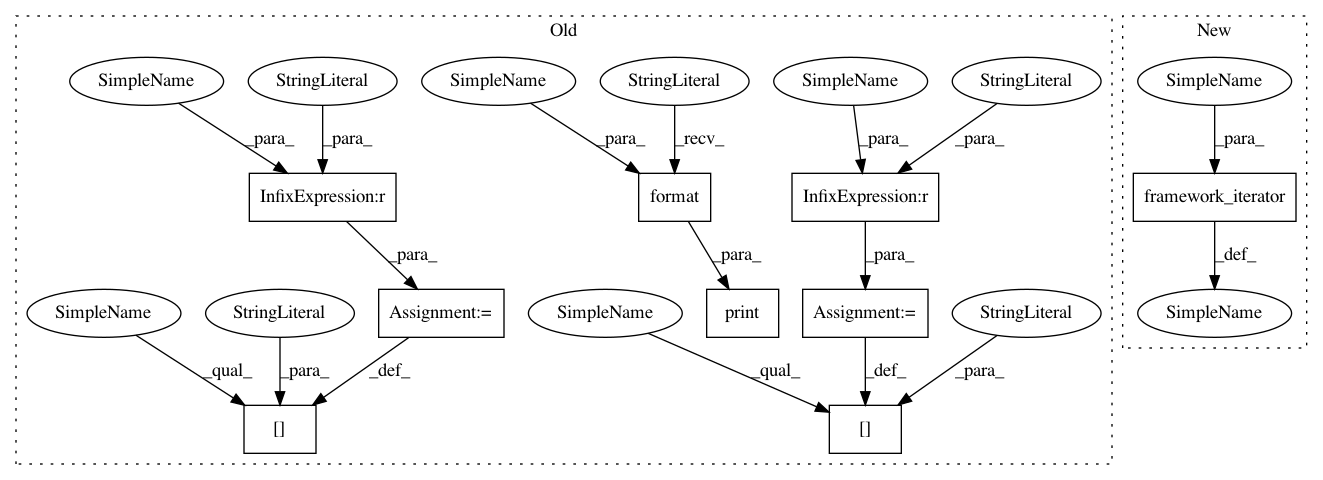 Old
New
SimpleName
StringLiteral
SimpleName
StringLiteral
SimpleName
StringLiteral
SimpleName
_para_
_para_
_para_
_recv_
_para_
_para_
_para_
InfixExpression:r
format
InfixExpression:r
framework_iterator
_para_
_para_
_para_
_def_
SimpleName
StringLiteral
Assignment:=
SimpleName
print
Assignment:=
StringLiteral
SimpleName
_qual_
_para_
_def_
_qual_
_def_
_para_
[]
[]